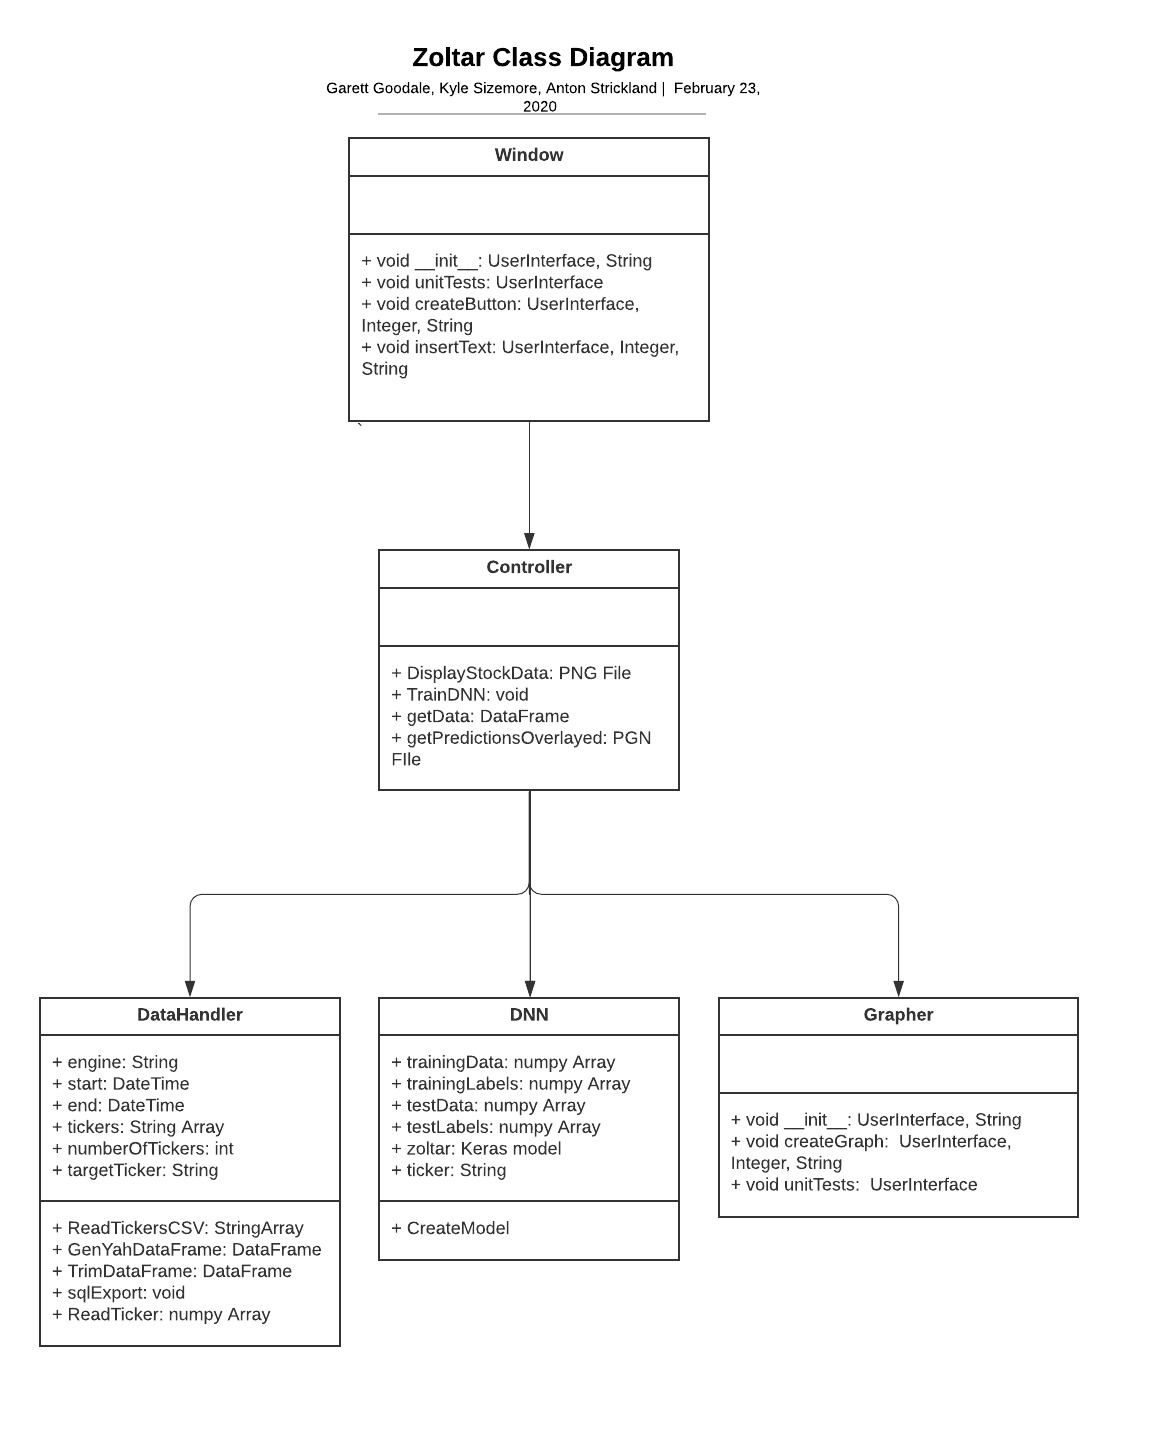 Zoltar Class Diagram
Garett Goodale, Kyle Sizemore, Anton Strickland |  February 23,
2020
Window
+ void __init__: UserInterface, String
+ void unitTests: UserInterface
+ void createButton: UserInterface,
Integer, String
+ void insertText: UserInterface, Integer,
String
`
Controller
+ DisplayStockData: PNG File
+ TrainDNN: void
+ getData: DataFrame
+ getPredictionsOverlayed: PGN
FIle
DataHandler
+ engine: String
+ start: DateTime
+ end: DateTime
+ tickers: String Array
+ numberOfTickers: int
+ targetTicker: String
+ ReadTickersCSV: StringArray
+ GenYahDataFrame: DataFrame
+ TrimDataFrame: DataFrame
+ sqlExport: void
+ ReadTicker: numpy Array
DNN
+ trainingData: numpy Array
+ trainingLabels: numpy Array
+ testData: numpy Array
+ testLabels: numpy Array
+ zoltar: Keras model
+ ticker: String
+ CreateModel
Grapher
+ void __init__: UserInterface, String
+ void createGraph:  UserInterface,
Integer, String
+ void unitTests:  UserInterface